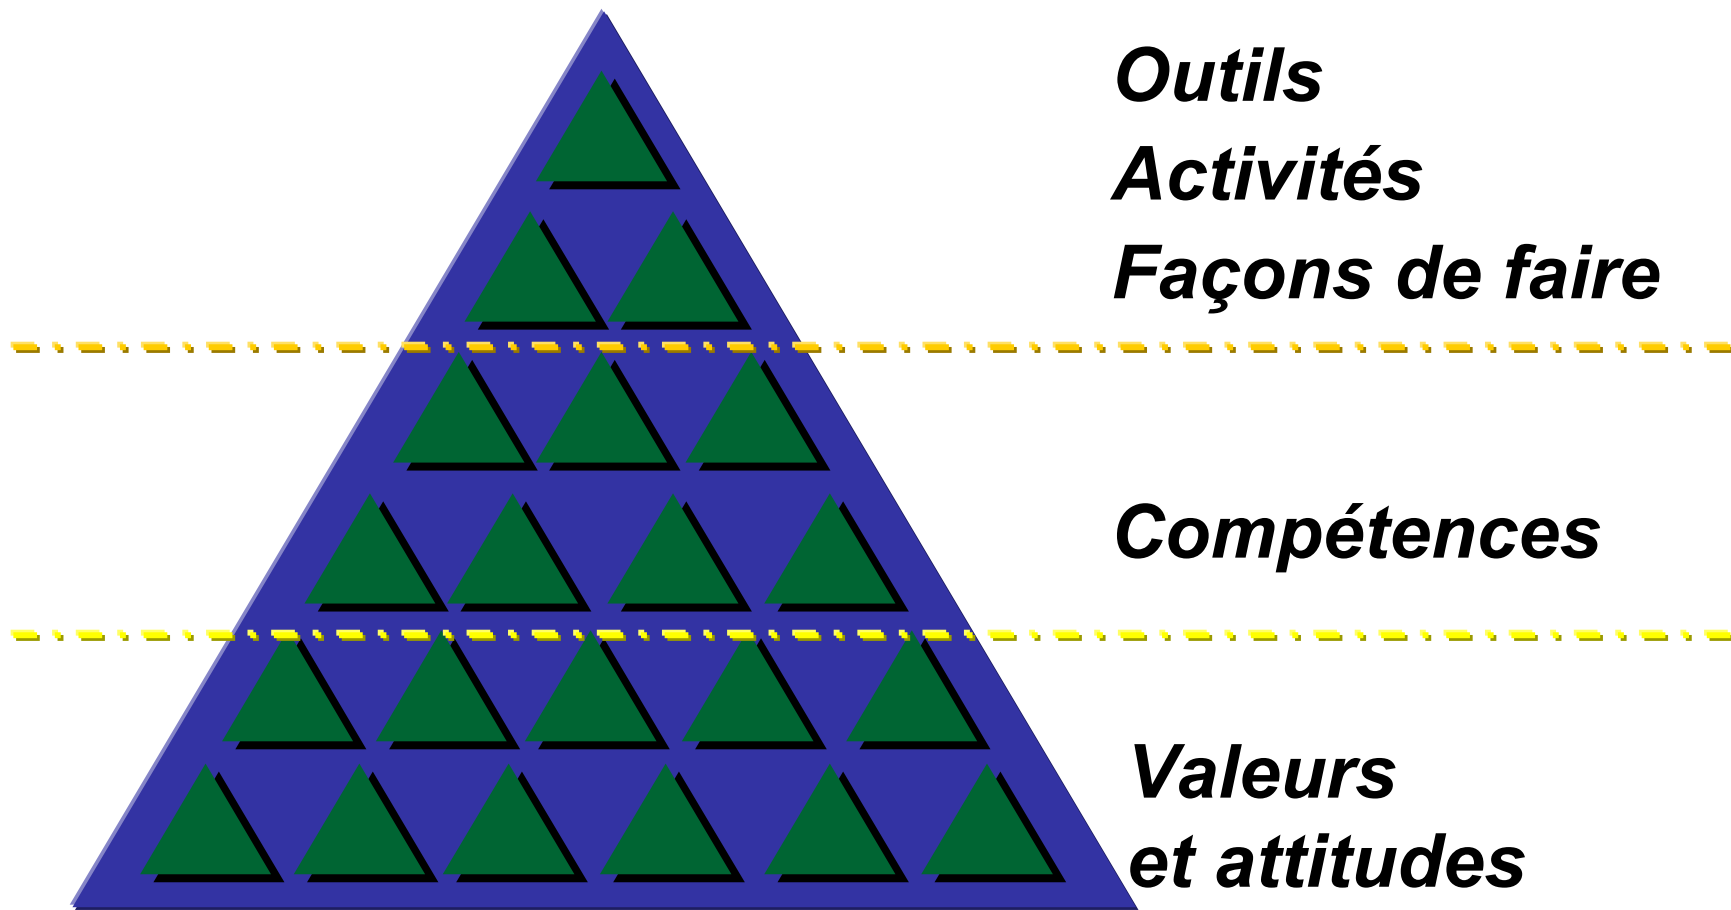 Outils
Activités
Façons de faire
Compétences
Valeurs
et attitudes